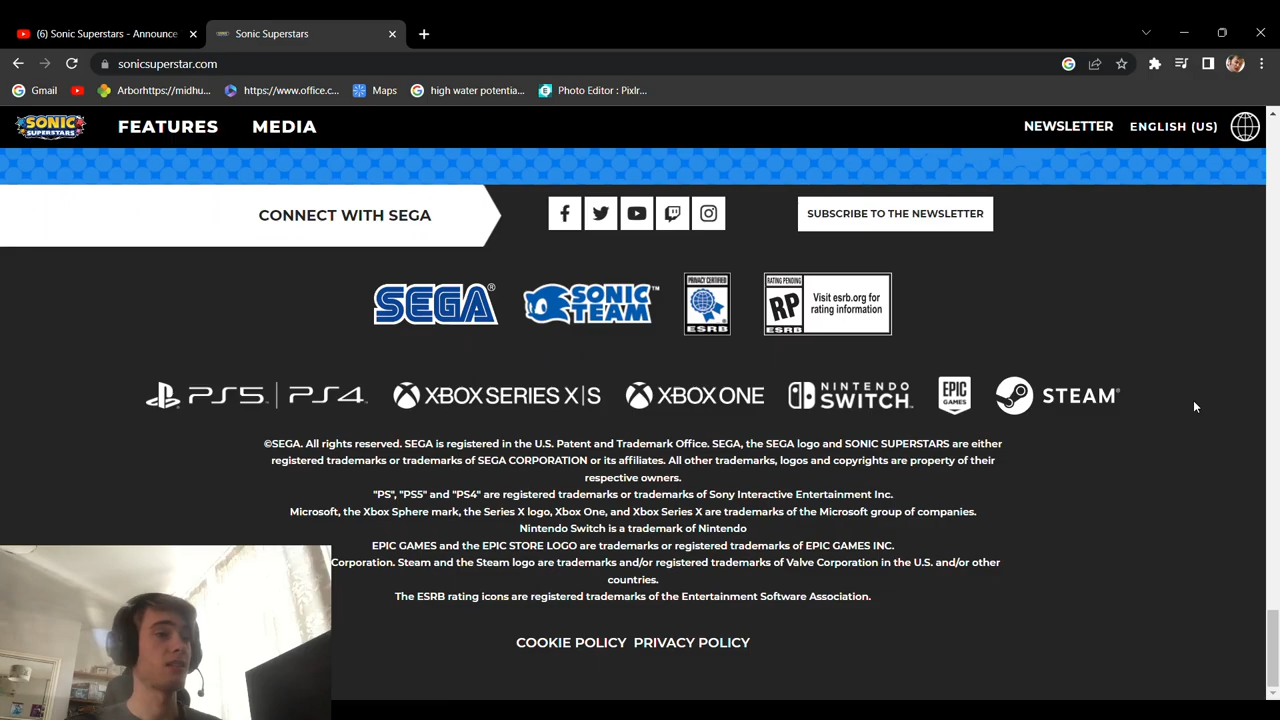 (6) Sonic Superstars - Announce
Sonic Superstars
sonicsuperstar.com
Gmail
Arborhttps://midhu...
https://www.office.c...
Maps
high water potentia...
Photo Editor : Pixlr...
SONIC SUPERSTARS
FEATURES
MEDIA
NEWSLETTER
ENGLISH (US)
CONNECT WITH SEGA
SUBSCRIBE TO THE NEWSLETTER
SEGA®
SONIC TEAM™
PRIVACY CERTIFIED
ESRB
RATING PENDING
RP
ESRB
Visit esrb.org for
rating information
PS5 | PS4
XBOX SERIES X|S
XBOX ONE
NINTENDO
SWITCH
EPIC
GAMES
STEAM®
©SEGA. All rights reserved. SEGA is registered in the U.S. Patent and Trademark Office. SEGA, the SEGA logo and SONIC SUPERSTARS are either
registered trademarks or trademarks of SEGA CORPORATION or its affiliates. All other trademarks, logos and copyrights are property of their
respective owners.
"PS", "PS5" and "PS4" are registered trademarks or trademarks of Sony Interactive Entertainment Inc.
Microsoft, the Xbox Sphere mark, the Series X logo, Xbox One, and Xbox Series X are trademarks of the Microsoft group of companies.
Nintendo Switch is a trademark of Nintendo
EPIC GAMES and the EPIC STORE LOGO are trademarks or registered trademarks of EPIC GAMES INC.
Corporation. Steam and the Steam logo are trademarks and/or registered trademarks of Valve Corporation in the U.S. and/or other
countries.
The ESRB rating icons are registered trademarks of the Entertainment Software Association.
COOKIE POLICY PRIVACY POLICY